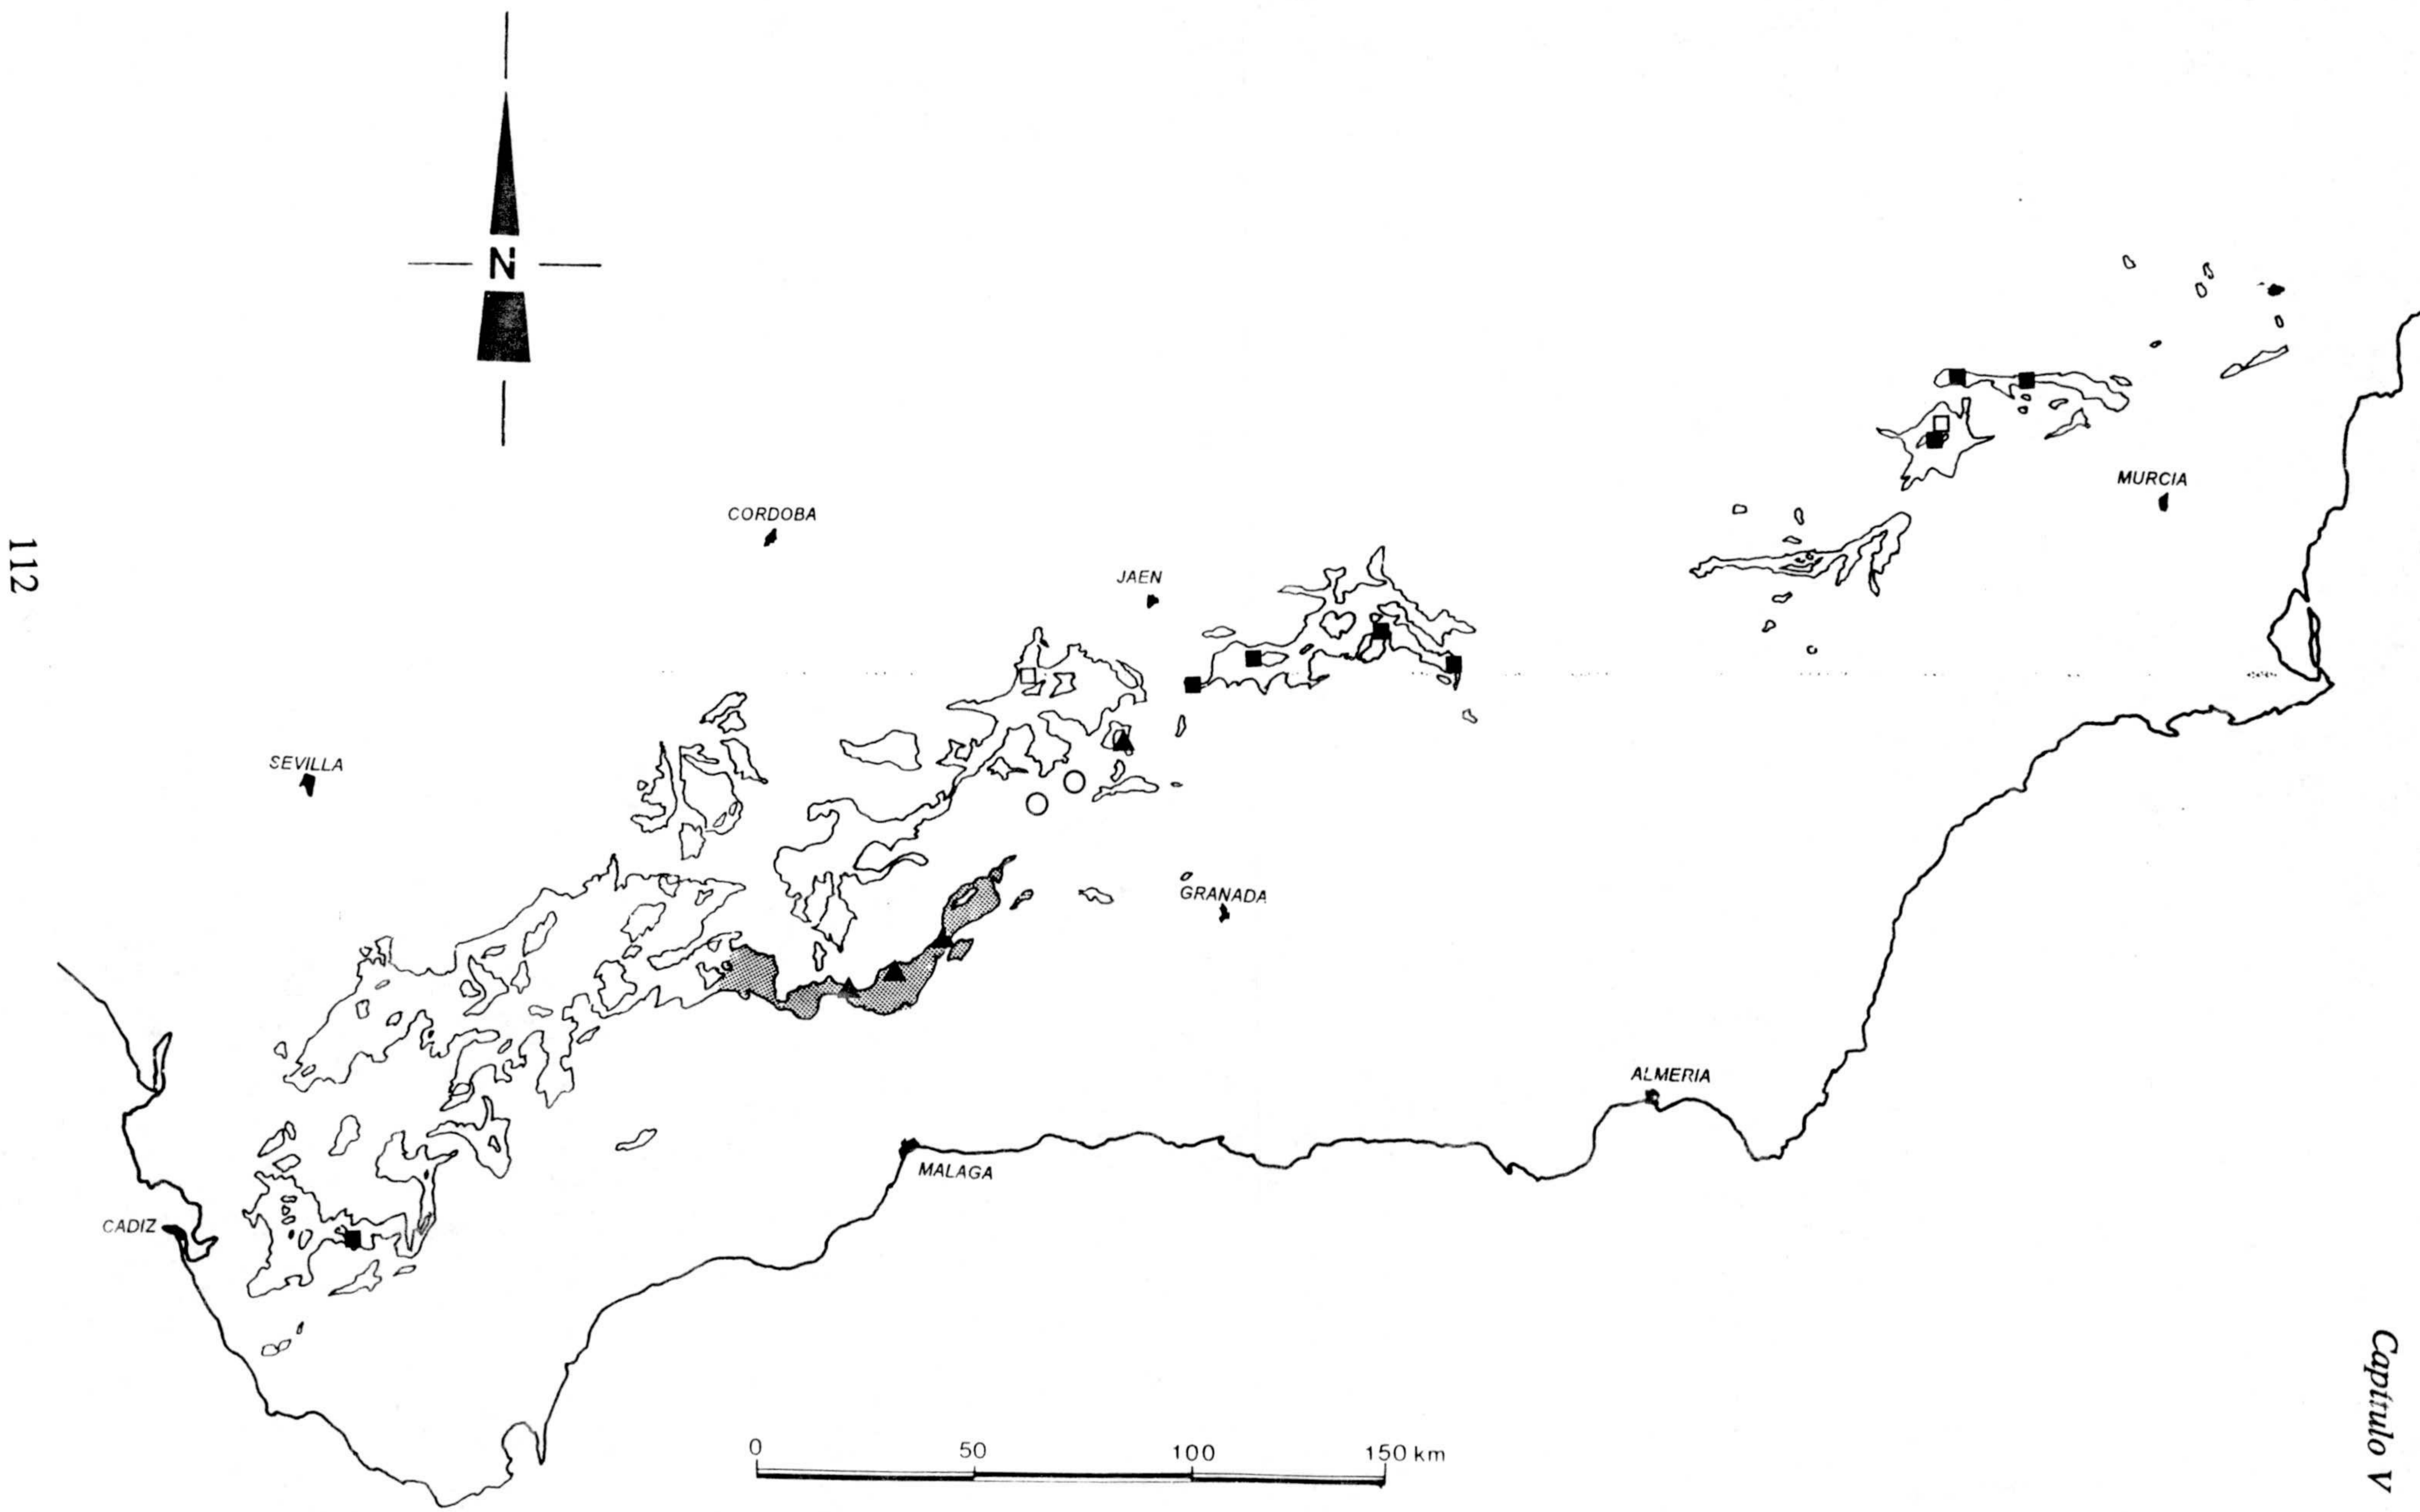 N
CORDOBA
JAEN
MURCIA
SEVILLA
GRANADA
ALMERIA
MALAGA
CADIZ
0 50 100 150 km
112
Capítulo V